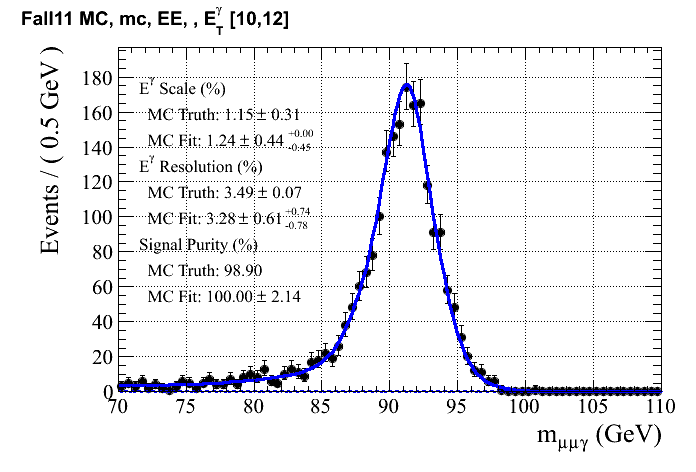 Fall11 MC, mc, EE, , E_T^γ [10,12]
Events / ( 0.5 GeV )
180
160
140
120
100
80
60
40
20
0
E^γ Scale (%)
MC Truth: 1.15 ± 0.31
MC Fit: 1.24 ± 0.44 +0.00 -0.45
E^γ Resolution (%)
MC Truth: 3.49 ± 0.07
MC Fit: 3.28 ± 0.61 +0.74 -0.78
Signal Purity (%)
MC Truth: 98.90
MC Fit: 100.00 ± 2.14
70 75 80 85 90 95 100 105 110
m_μμγ (GeV)